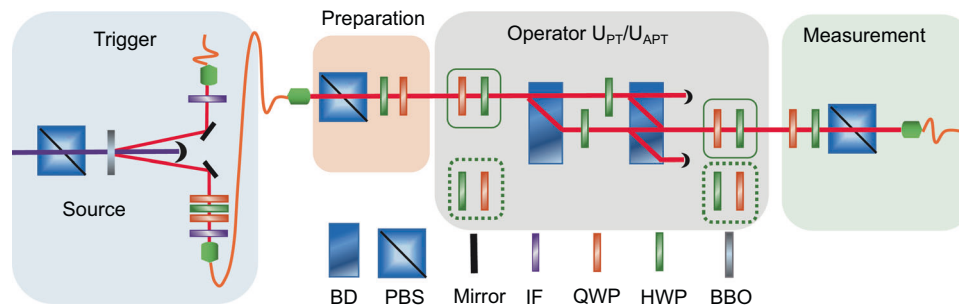 Trigger
Source
Preparation
Operator U_PT/U_APT
Measurement
BD
PBS
Mirror
IF
QWP
HWP
BBO